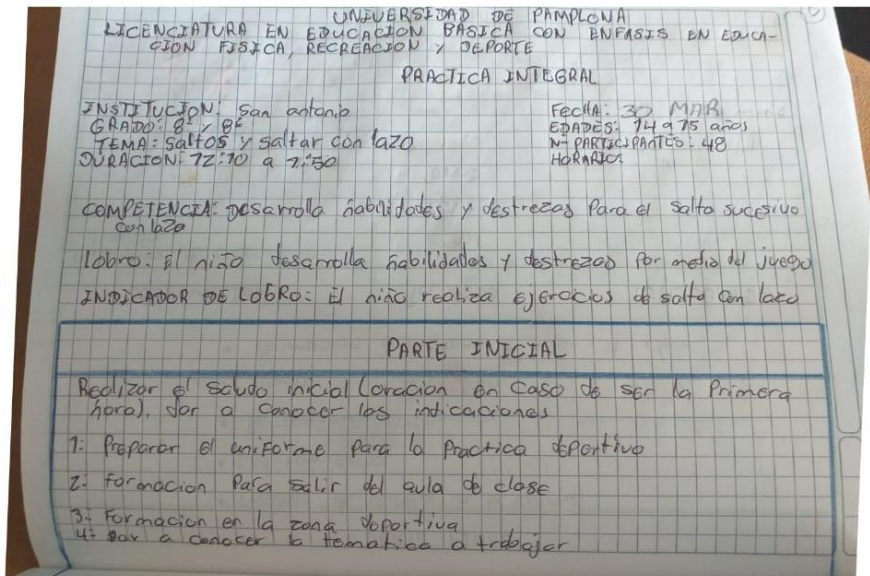 UNIVERSIDAD DE PAMPLONA
LICENCIATURA EN EDUCACION BASICA CON ENFASIS EN EDUCA-
CION FISICA, RECREACION Y DEPORTE
PRACTICA INTEGRAL
INSTITUCION: San antonio
FECHA: 30 MAR
GRADO: 8º y 8º
EDADES: 14 a 15 años
TEMA: saltos y saltar con lazo
Nº PARTICIPANTES: 48
DURACION: 12:10 a 1:50
HORARIO:
COMPETENCIA: Desarrolla habilidades y destrezas para el salto sucesivo
con lazo
Lobro: El niño desarrolla habilidades y destrezas por medio del juego
INDICADOR DE LOGRO: El niño realiza ejercicios de salto con lazo
PARTE INICIAL
Realizar el saludo inicial (oracion en caso de ser la Primera
hora), dar a conocer las indicaciones
1: Preparar el uniforme para la Practica deportiva
2: Formacion Para salir del aula de clase
3: Formacion en la zona deportiva
4: Dar a conocer la tematica a trabajar